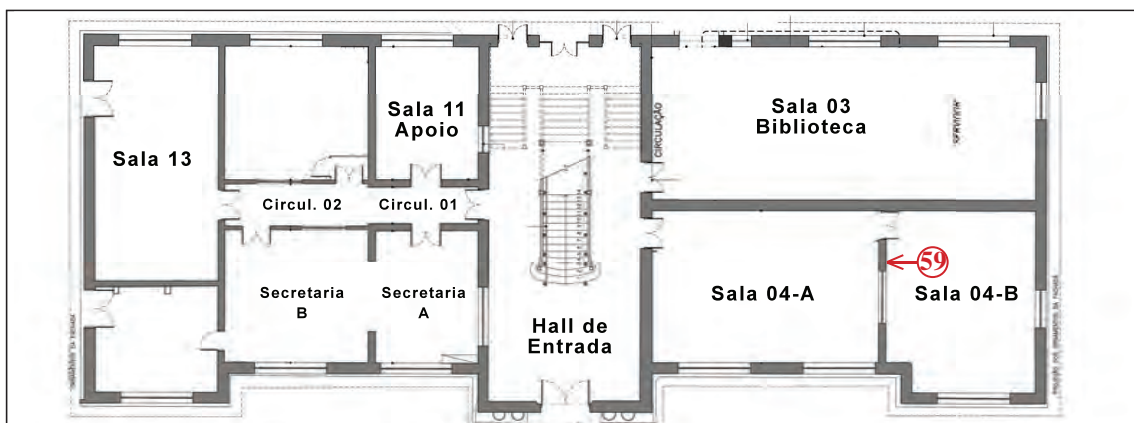 Sala 11
Apoio
Sala 03
Biblioteca
CIRCULAÇÃO
SERVIDOR
Sala 13
Circul. 02
Circul. 01
59
Secretaria
B
Secretaria
A
Sala 04-A
Sala 04-B
Hall de
Entrada